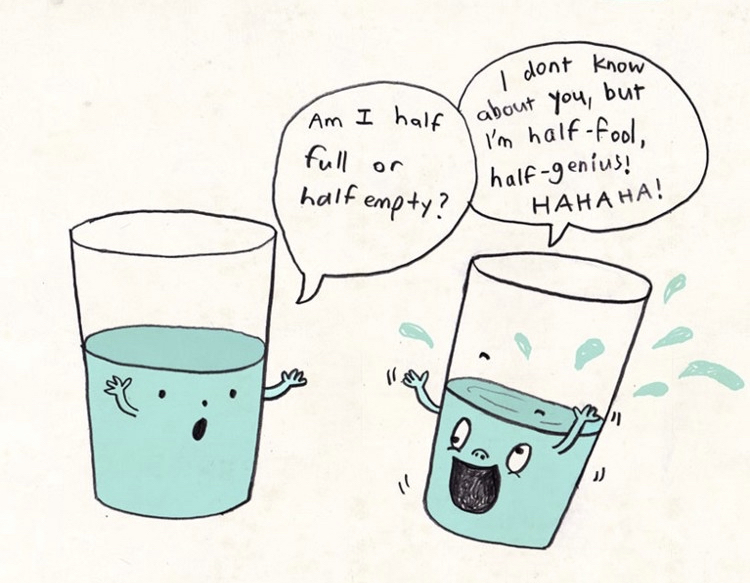 Am I half
full or
half empty?
I dont know
about you, but
I'm half-fool,
half-genius!
HAHAHA!